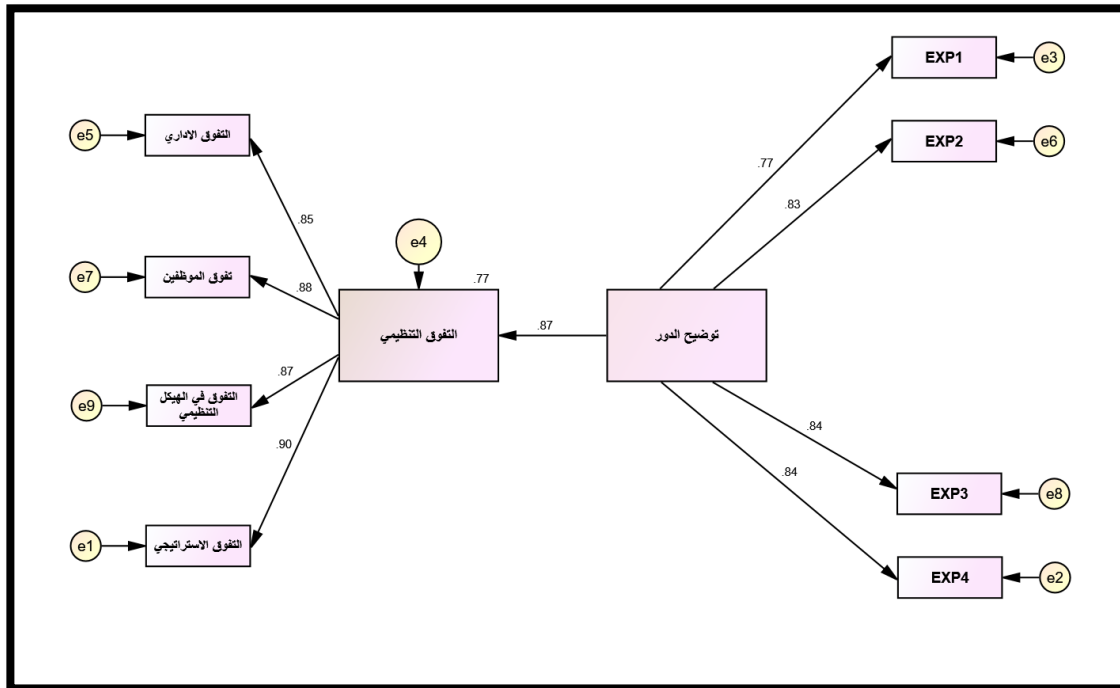 EXP1
e3
e5
التفوق الاداري
EXP2
e6
.77
.83
.85
e4
e7
تفوق الموظفين
.88
.77
التفوق التنظيمي
.87
توضيح الدور
.87
e9
التفوق في الهيكل
التنظيمي
.90
.84
.84
EXP3
e8
e1
التفوق الاستراتيجي
EXP4
e2